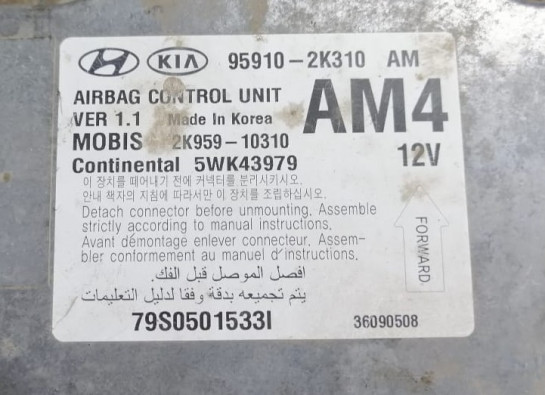 HYUNDAI KIA 95910-2K310 AM
AIRBAG CONTROL UNIT
VER 1.1 Made In Korea
AM4
MOBIS 2K959-10310
12V
Continental 5WK43979
이 장치를 떼어내기 전에 커넥터를 분리시키시오.
안내 책자의 지침에 따라서만 이 장치를 조립하십시오.
Detach connector before unmounting. Assemble
strictly according to manual instructions.
Avant démontage enlever connecteur. Assem-
bler conformement au manuel d'instructions.
افصل الموصل قبل الفك.
يتم تجميعه بدقة وفقا لدليل التعليمات
FORWARD
79S0501533I
36090508